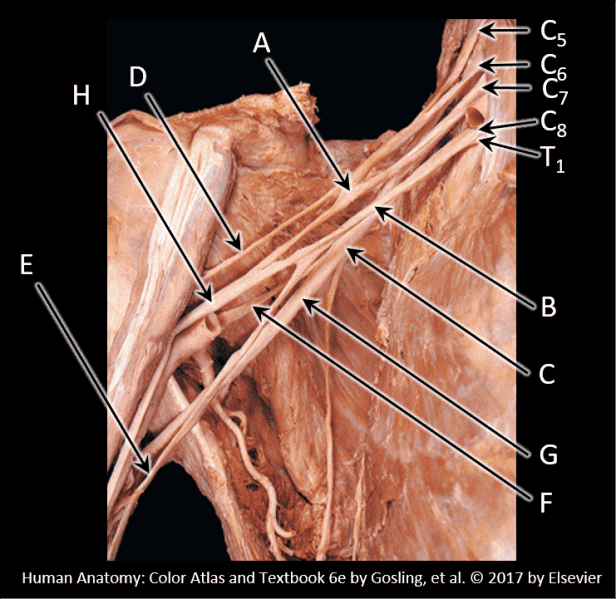 A
D
H
C5
C6
C7
C8
T1
E
B
C
G
F
Human Anatomy: Color Atlas and Textbook 6e by Gosling, et al. © 2017 by Elsevier